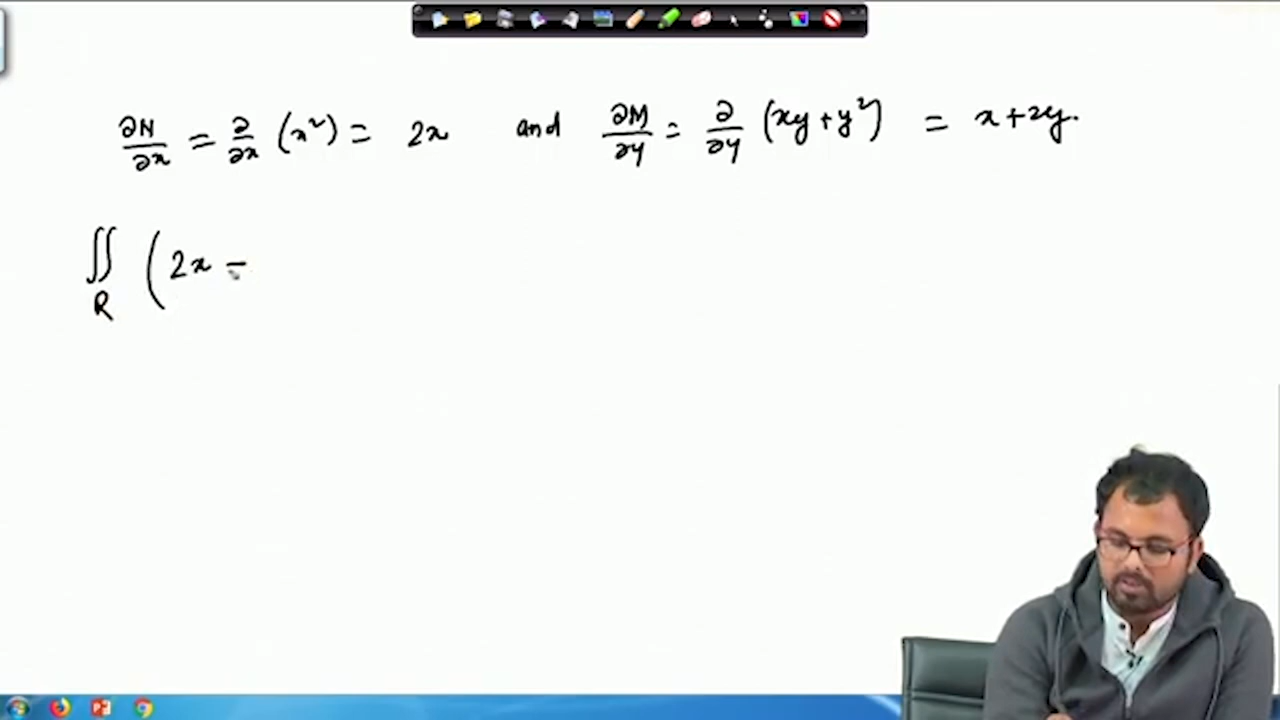 ∂N/∂x = ∂/∂x (x²) = 2x and ∂M/∂y = ∂/∂y (xy + y²) = x + 2y.
∬_R (2x −